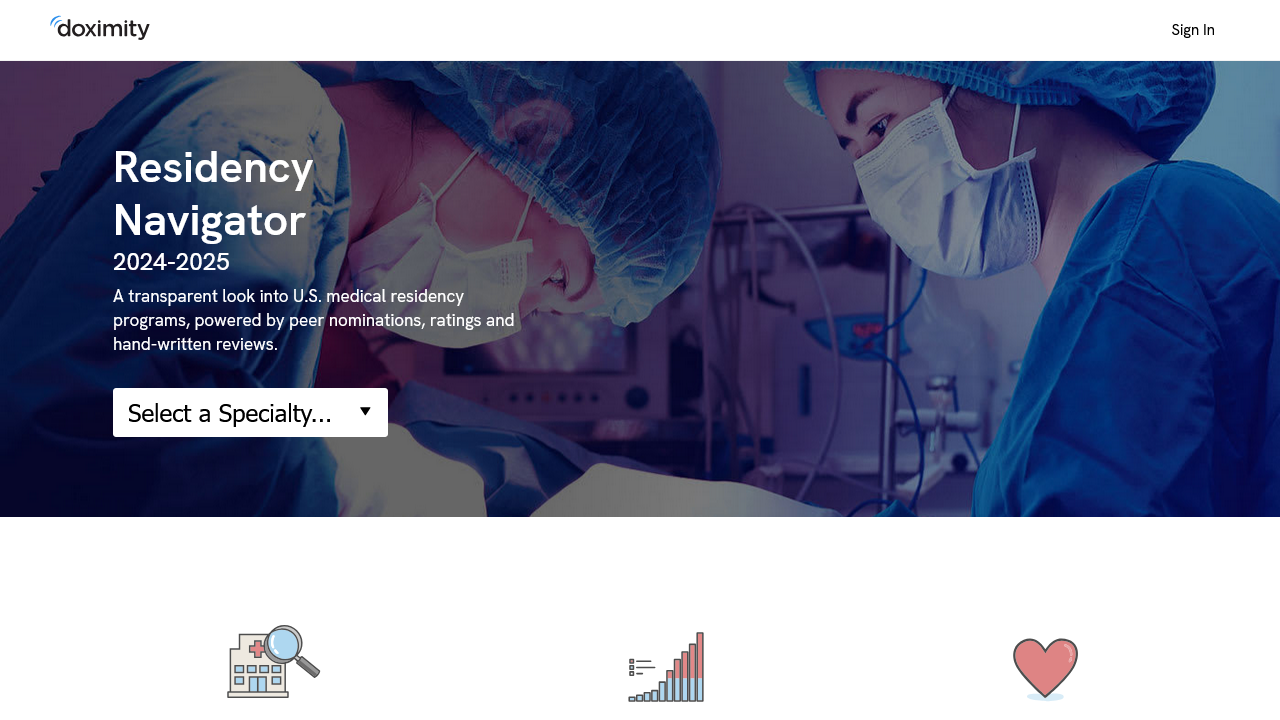 doximity
Sign In
Residency
Navigator
2024-2025
A transparent look into U.S. medical residency
programs, powered by peer nominations, ratings and
hand-written reviews.
Select a Specialty...